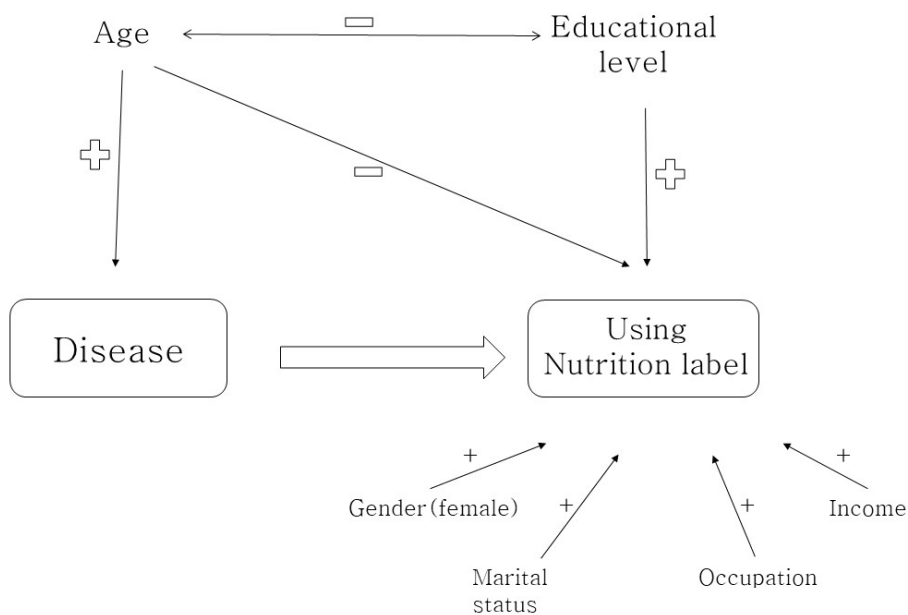 Age
−
Educational
level
+
−
+
Disease
Using
Nutrition label
+
+
+
+
Gender(female)
Income
Marital
status
Occupation